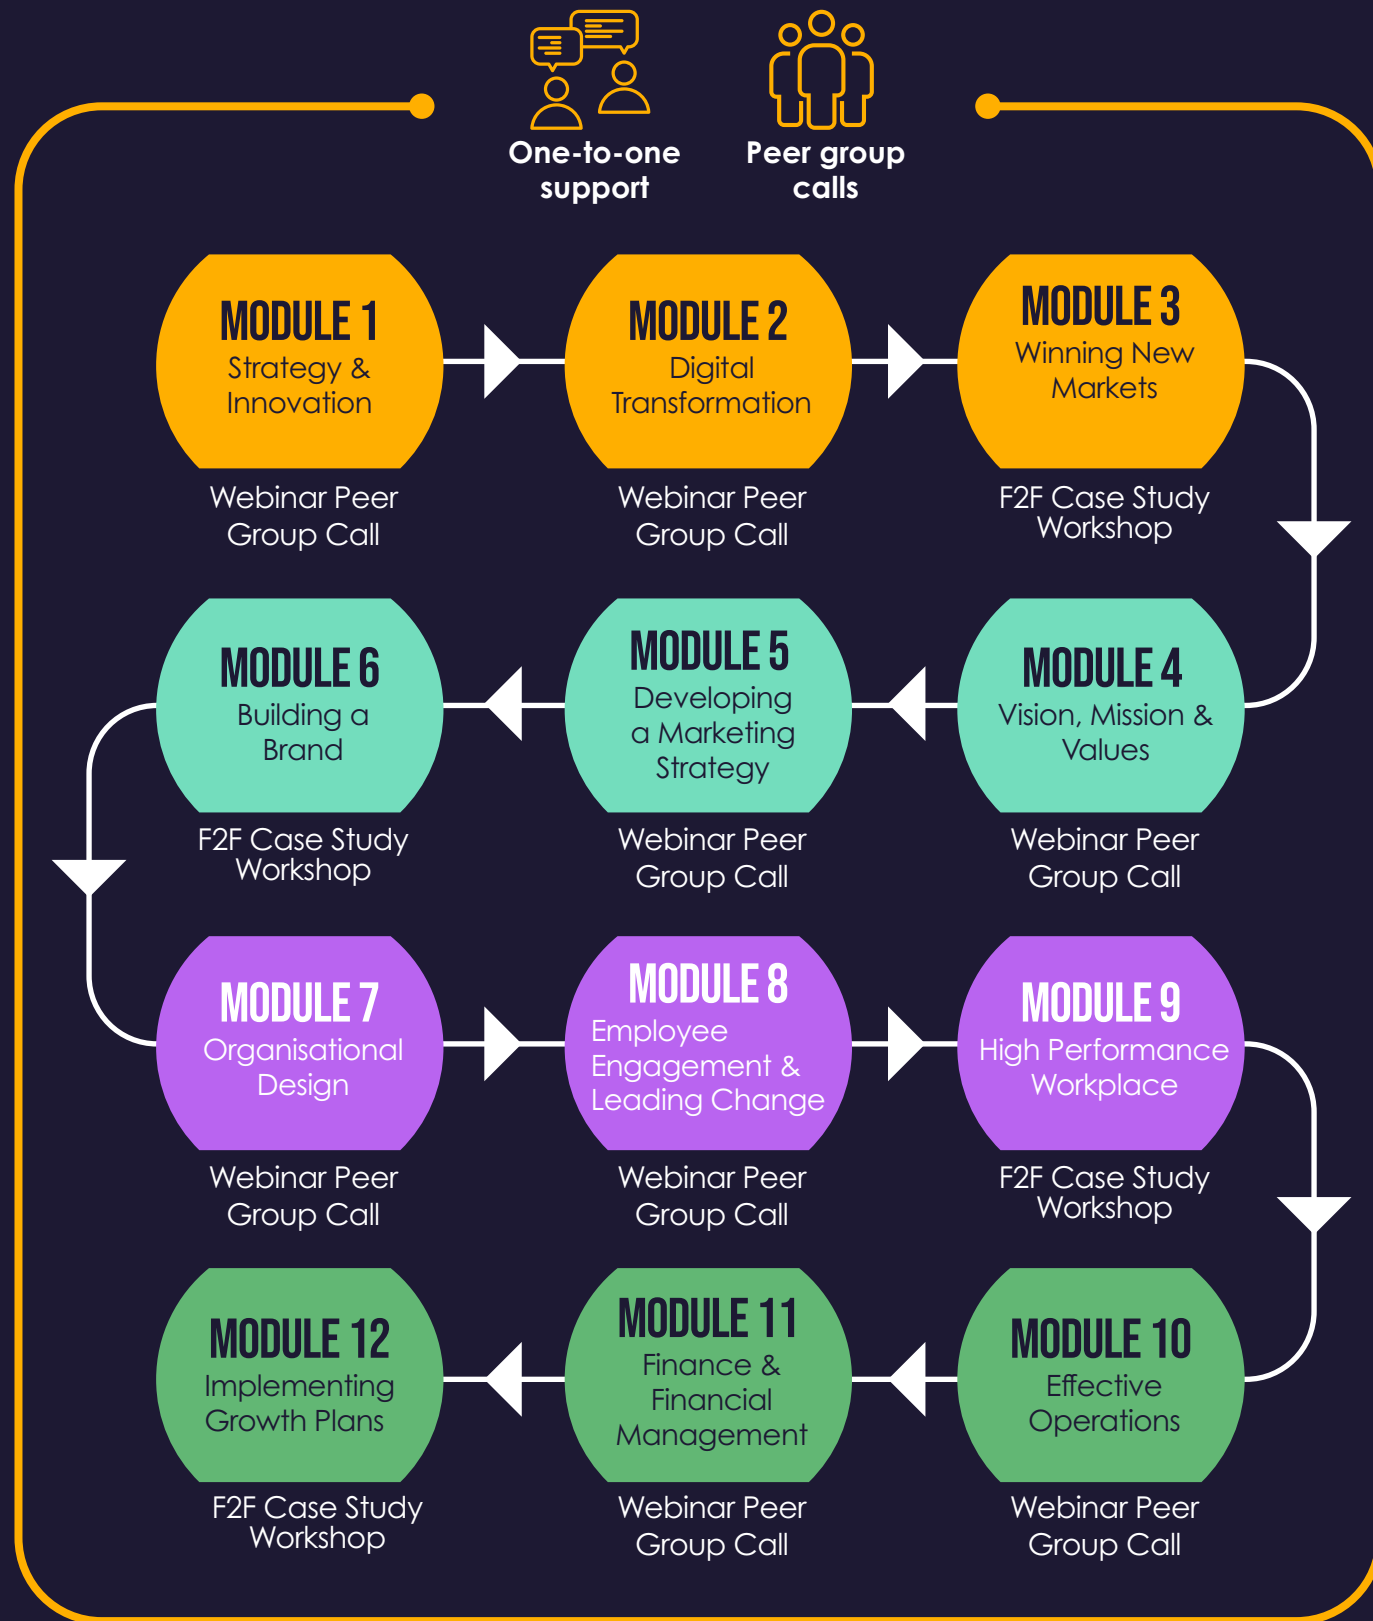 One-to-one
support
Peer group
calls
MODULE 1
Strategy &
Innovation
Webinar Peer
Group Call
MODULE 2
Digital
Transformation
Webinar Peer
Group Call
MODULE 3
Winning New
Markets
F2F Case Study
Workshop
MODULE 4
Vision, Mission &
Values
Webinar Peer
Group Call
MODULE 5
Developing
a Marketing
Strategy
Webinar Peer
Group Call
MODULE 6
Building a
Brand
F2F Case Study
Workshop
MODULE 7
Organisational
Design
Webinar Peer
Group Call
MODULE 8
Employee
Engagement &
Leading Change
Webinar Peer
Group Call
MODULE 9
High Performance
Workplace
F2F Case Study
Workshop
MODULE 10
Effective
Operations
Webinar Peer
Group Call
MODULE 11
Finance &
Financial
Management
Webinar Peer
Group Call
MODULE 12
Implementing
Growth Plans
F2F Case Study
Workshop